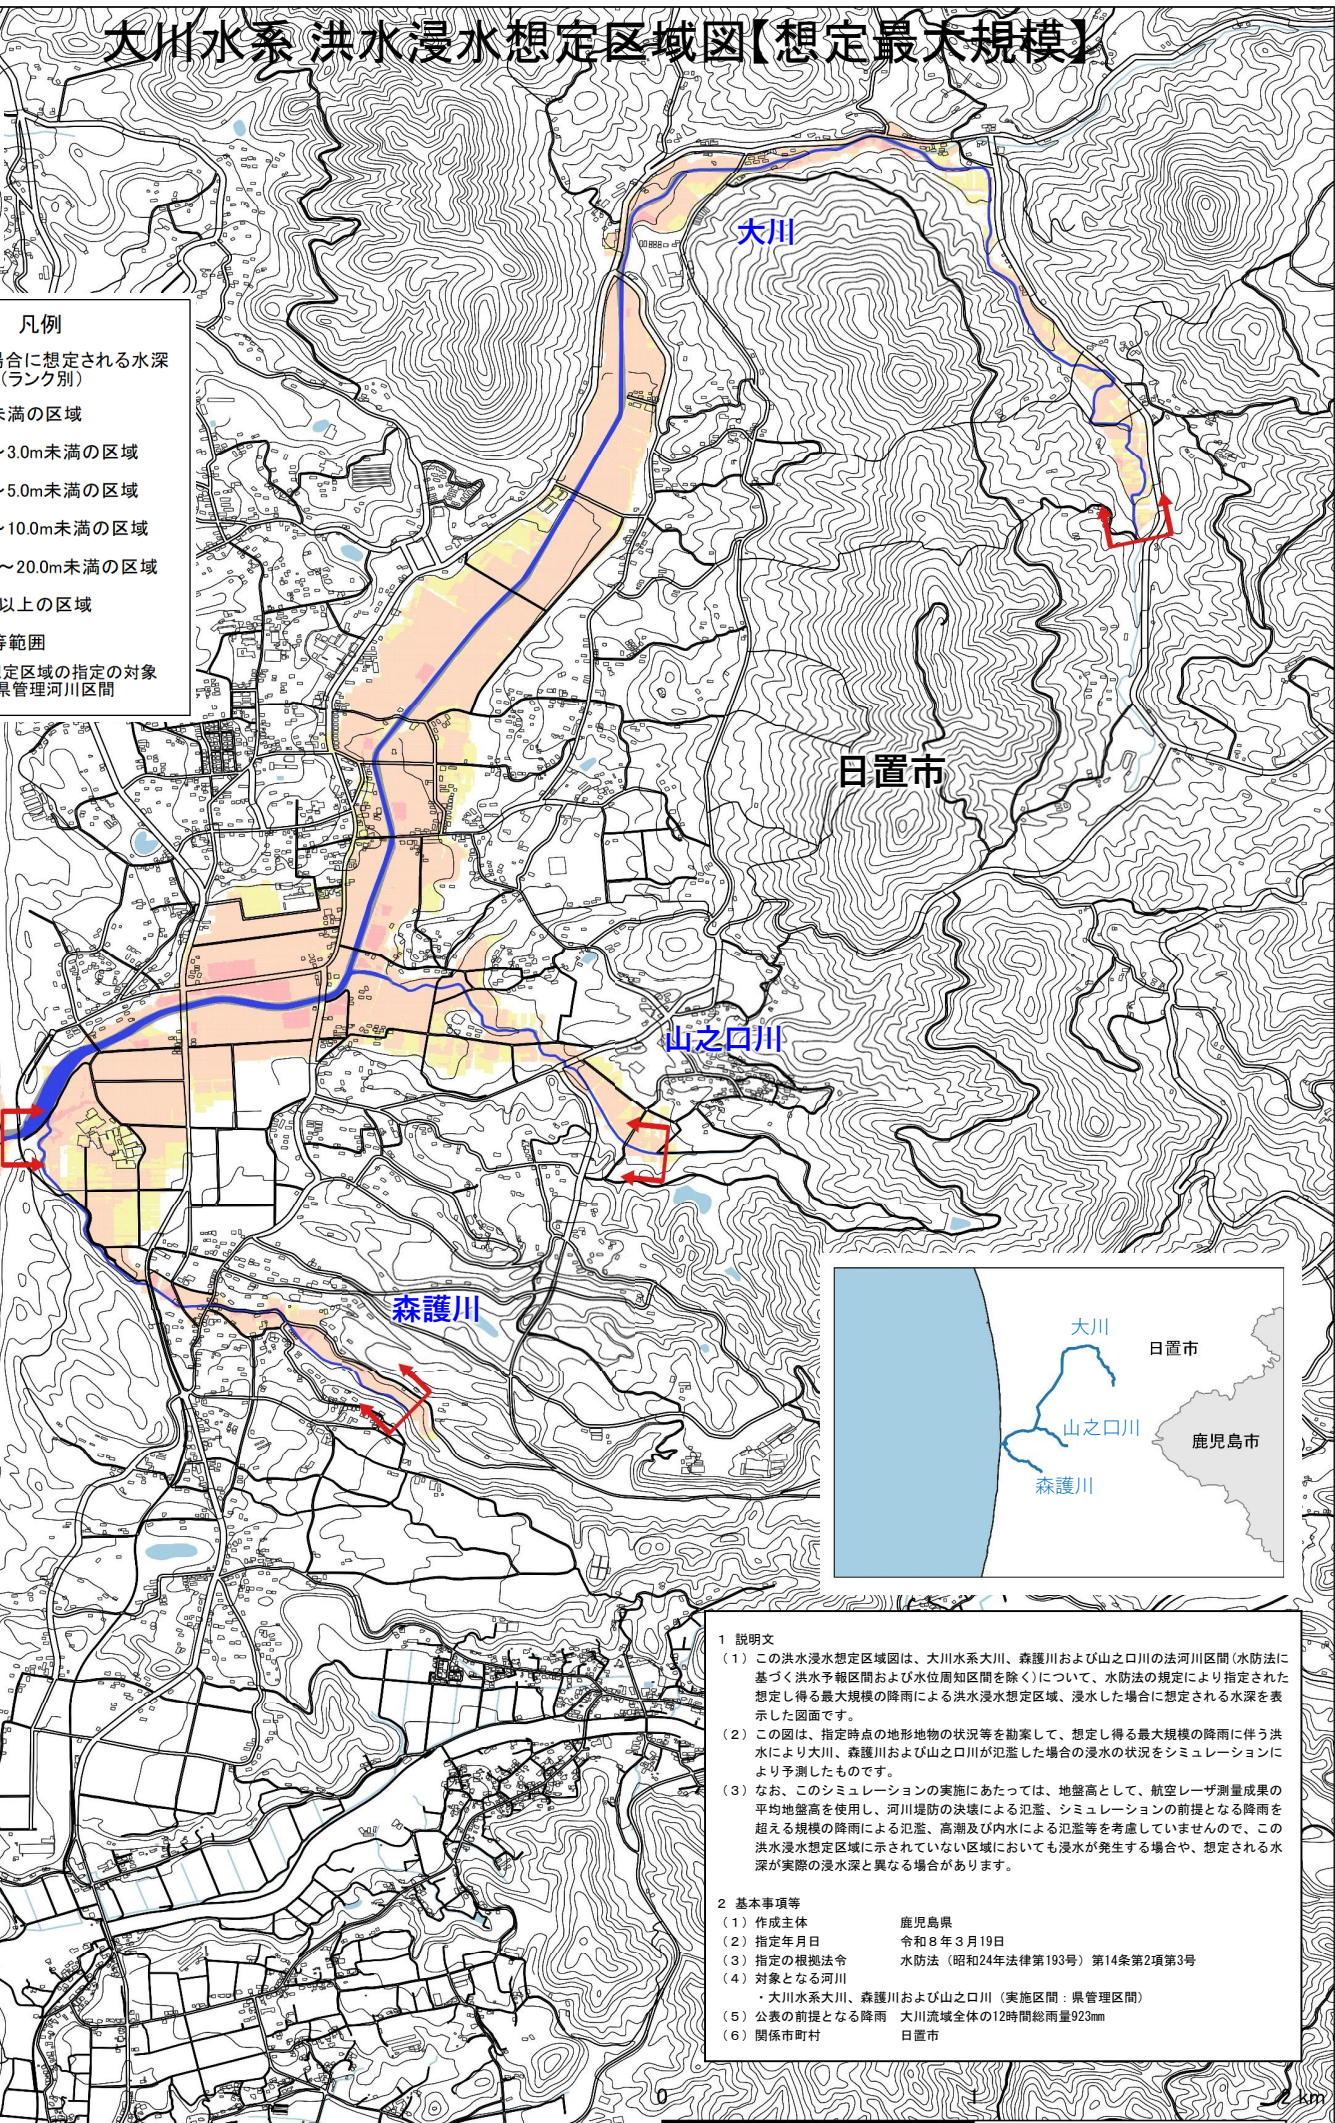 大川水系 洪水浸水想定区域図【想定最大規模】
大川
凡例
場合に想定される水深
（ランク別）
未満の区域
～3.0m未満の区域
～5.0m未満の区域
～10.0m未満の区域
～20.0m未満の区域
以上の区域
等範囲
想定区域の指定の対象
県管理河川区間
日置市
山之口川
森護川
大川
日置市
山之口川
鹿児島市
森護川
1 説明文
（1）この洪水浸水想定区域図は、大川水系大川、森護川および山之口川の法河川区間（水防法に
基づく洪水予報区間および水位周知区間を除く）について、水防法の規定により指定された
想定し得る最大規模の降雨による洪水浸水想定区域、浸水した場合に想定される水深を表
示した図面です。
（2）この図は、指定時点の地形地物の状況等を勘案して、想定し得る最大規模の降雨に伴う洪
水により大川、森護川および山之口川が氾濫した場合の浸水の状況をシミュレーションに
より予測したものです。
（3）なお、このシミュレーションの実施にあたっては、地盤高として、航空レーザ測量成果の
平均地盤高を使用し、河川堤防の決壊による氾濫、シミュレーションの前提となる降雨を
超える規模の降雨による氾濫、高潮及び内水による氾濫等を考慮していませんので、この
洪水浸水想定区域に示されていない区域においても浸水が発生する場合や、想定される水
深が実際の浸水深と異なる場合があります。
2 基本事項等
（1）作成主体 鹿児島県
（2）指定年月日 令和8年3月19日
（3）指定の根拠法令 水防法（昭和24年法律第193号）第14条第2項第3号
（4）対象となる河川
・大川水系大川、森護川および山之口川（実施区間：県管理区間）
（5）公表の前提となる降雨 大川流域全体の12時間総雨量923mm
（6）関係市町村 日置市
0 1 2 km